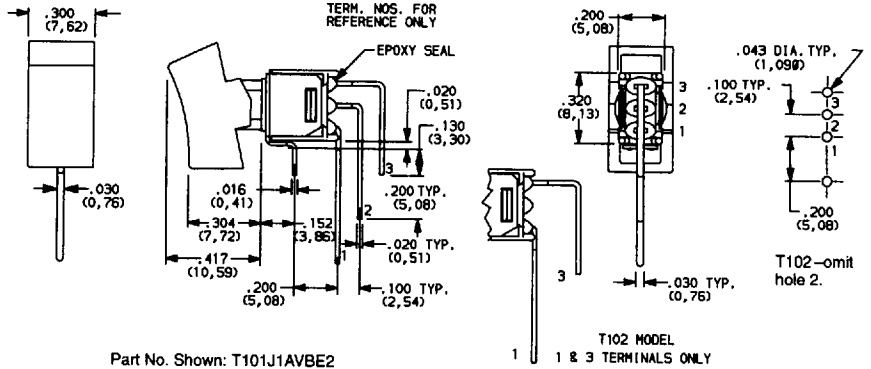 .300
(7,62)
TERM. NOS. FOR
REFERENCE ONLY
EPOXY SEAL
.020
(0,51)
.130
(3,30)
3
.016
(0,41)
.200 TYP.
(5,08)
.030
(0,76)
.304
(7,72)
.152
(3,86)
2
.020 TYP.
(0,51)
.417
(10,59)
1
.200
(5,08)
.100 TYP.
(2,54)
.200
(5,08)
.320
(8,13)
3
2
1
.043 DIA. TYP.
(1,090)
.100 TYP.
(2,54)
3
2
1
.200
(5,08)
T102–omit
hole 2.
3
.030 TYP.
(0,76)
1
T102 MODEL
1 & 3 TERMINALS ONLY
Part No. Shown: T101J1AVBE2